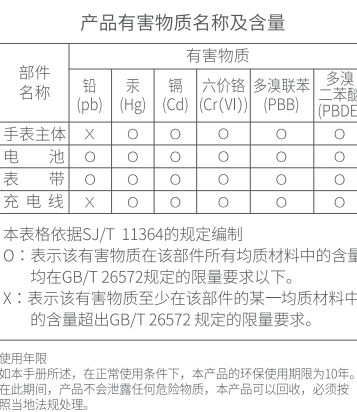 产品有害物质名称及含量
部件名称 有害物质
铅(pb) 汞(Hg) 镉(Cd) 六价铬(Cr(VI)) 多溴联苯(PBB) 多溴二苯醚(PBDE
手表主体 X O O O O O
电池 O O O O O O
表带 O O O O O O
充电线 X O O O O O
本表格依据SJ/T 11364的规定编制
O：表示该有害物质在该部件所有均质材料中的含量
均在GB/T 26572规定的限量要求以下。
X：表示该有害物质至少在该部件的某一均质材料中
的含量超出GB/T 26572 规定的限量要求。
使用年限
如本手册所述，在正常使用条件下，本产品的环保使用期限为10年。
在此期间，产品不会泄露任何危险物质，本产品可以回收，必须按
照当地法规处理。